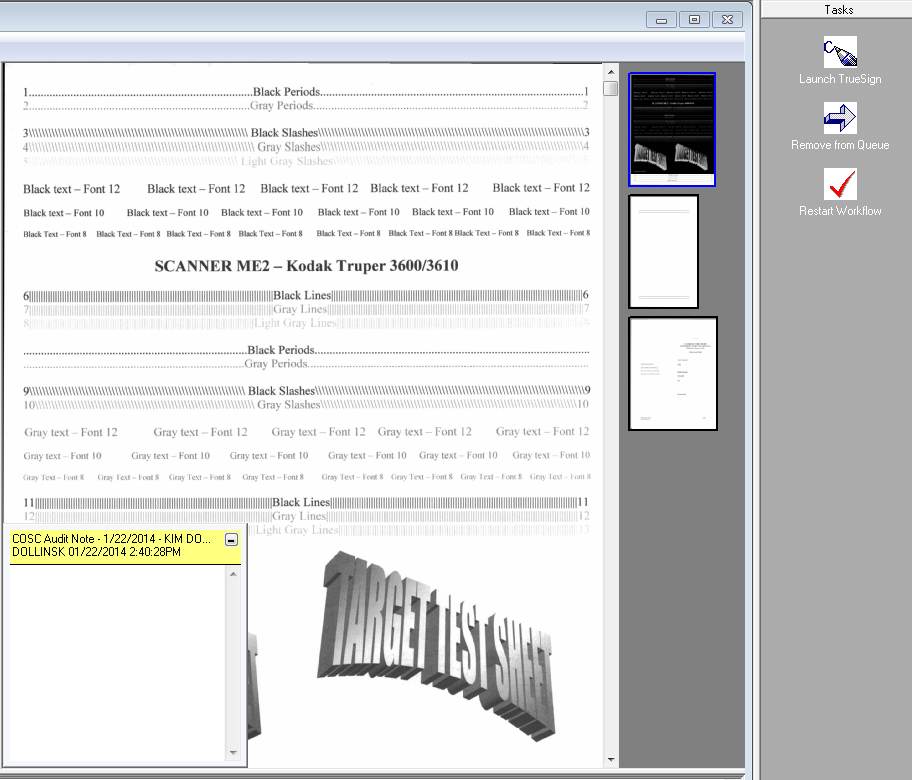 Tasks
Launch TrueSign
Remove from Queue
Restart Workflow
1 Black Periods 1
2 Gray Periods 2
3 Black Slashes 3
4 Gray Slashes 4
5 Light Gray Slashes
Black text – Font 12 Black text – Font 12 Black text – Font 12 Black text – Font 12 Black text – Font 12
Black text – Font 10 Black text – Font 10 Black text – Font 10 Black text – Font 10 Black text – Font 10 Black text – Font 10
Black Text – Font 8 Black Text – Font 8 Black Text – Font 8 Black Text – Font 8 Black Text – Font 8 Black Text – Font 8 Black Text – Font 8 Black Text – Font 8
SCANNER ME2 – Kodak Truper 3600/3610
6 Black Lines 6
7 Gray Lines 7
8 Light Gray Lines 8
Black Periods
Gray Periods
9 Black Slashes 9
10 Gray Slashes 10
Gray text – Font 12 Gray text – Font 12 Gray text – Font 12 Gray text – Font 12 Gray text – Font 12
Gray text – Font 10 Gray text – Font 10 Gray text – Font 10 Gray text – Font 10 Gray text – Font 10 Gray text – Font 10
Gray Text – Font 8 Gray Text – Font 8 Gray Text – Font 8 Gray Text – Font 8 Gray Text – Font 8 Gray Text – Font 8 Gray Text – Font 8 Gray Text – Font 8
11 Black Lines 11
12 Gray Lines 12
Light Gray Lines 13
COSC Audit Note - 1/22/2014 - KIM DO...
DOLLINSK 01/22/2014 2:40:28PM
TARGET TEST SHEET